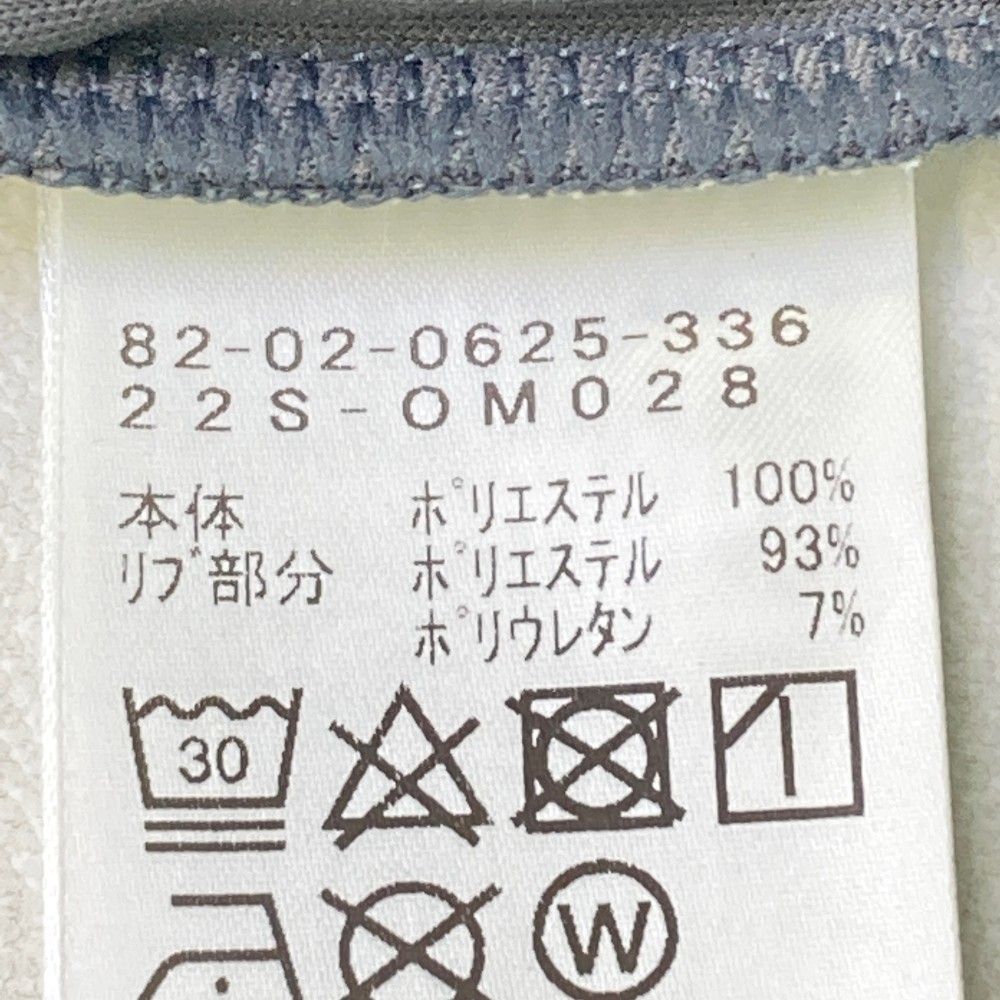 82-02-0625-336
22S-OM028
本体 ポリエステル 100%
リブ部分 ポリエステル 93%
ポリウレタン 7%
30
W